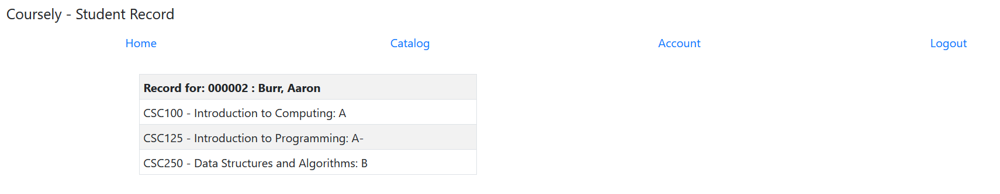 Coursely - Student Record
Home Catalog Account Logout
Record for: 000002 : Burr, Aaron
CSC100 - Introduction to Computing: A
CSC125 - Introduction to Programming: A-
CSC250 - Data Structures and Algorithms: B